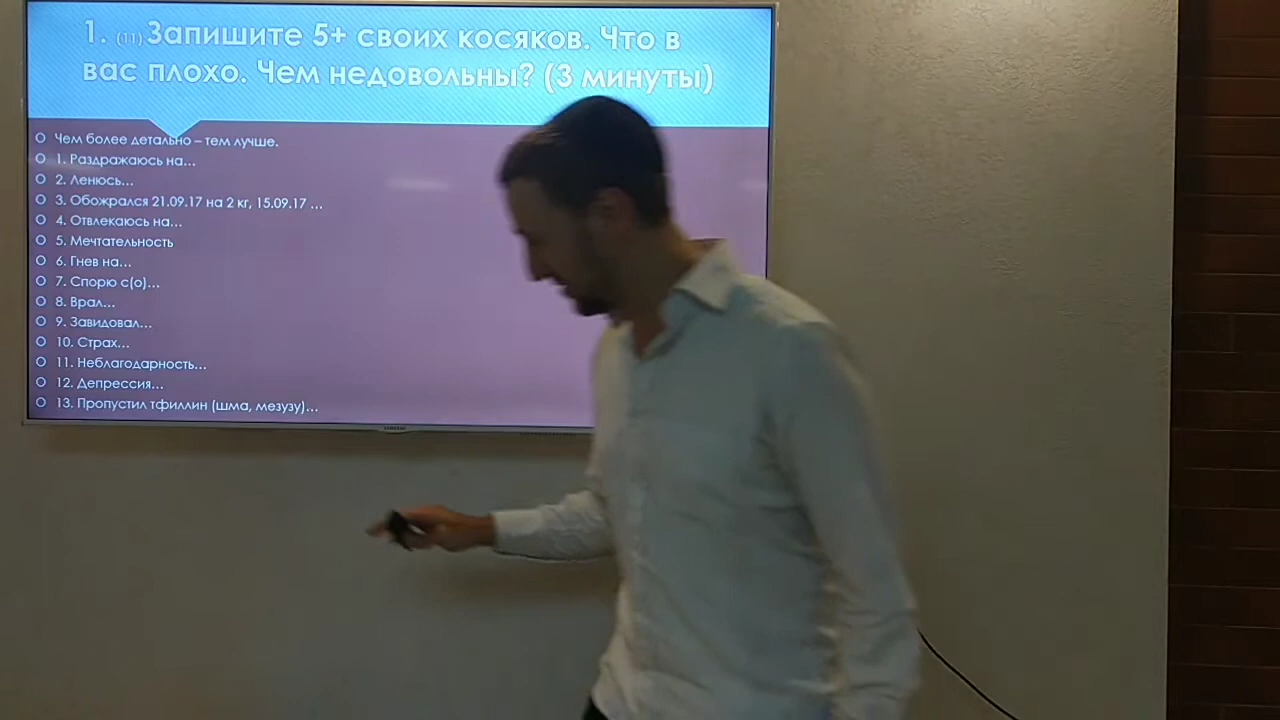 1. (11) Запишите 5+ своих косяков. Что в
вас плохо. Чем недовольны? (3 минуты)
Чем более детально – тем лучше.
1. Раздражаюсь на...
2. Ленюсь...
3. Обожрался 21.09.17 на 2 кг, 15.09.17 ...
4. Отвлекаюсь на...
5. Мечтательность
6. Гнев на...
7. Спорю с(о)...
8. Врал...
9. Завидовал...
10. Страх...
11. Неблагодарность...
12. Депрессия...
13. Пропустил тфиллин (шма, мезузу)...
SAMSUNG